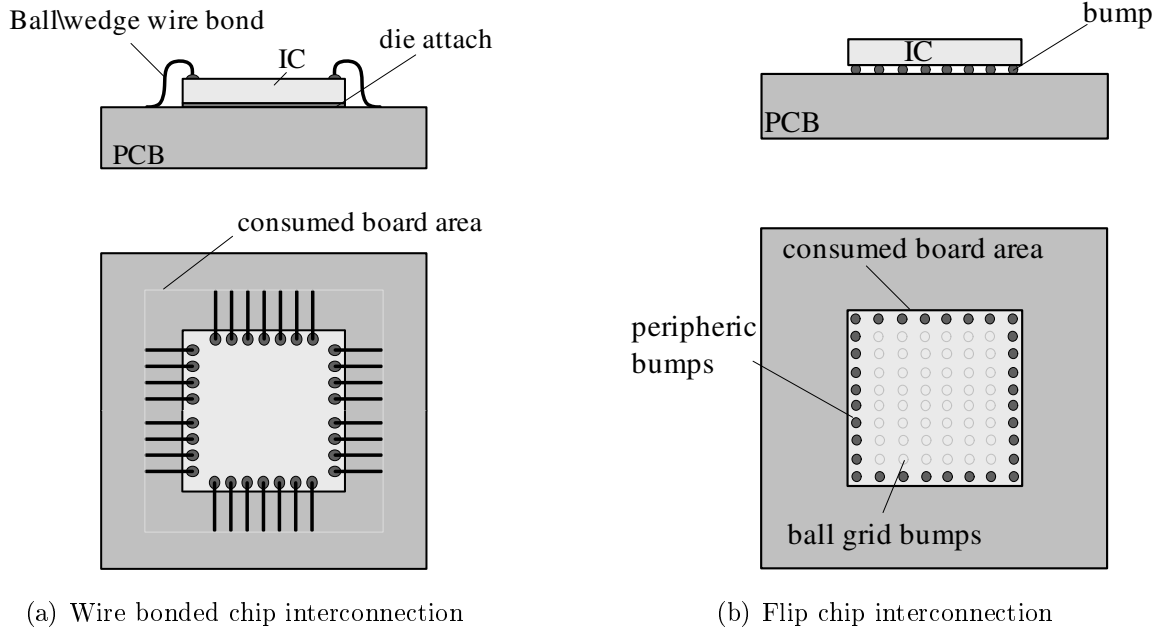 Ball\wedge wire bond
die attach
IC
PCB
consumed board area
(a) Wire bonded chip interconnection
bump
IC
PCB
consumed board area
peripheric
bumps
ball grid bumps
(b) Flip chip interconnection